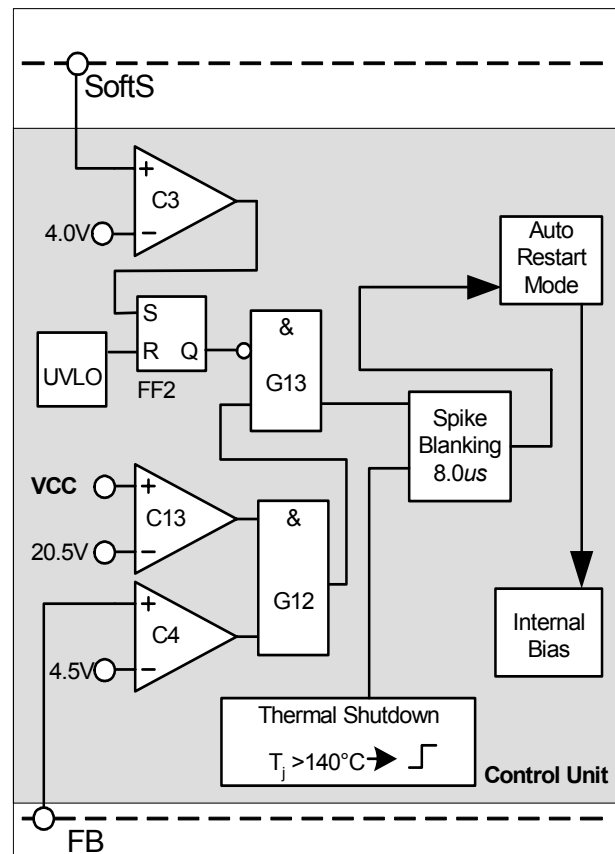 SoftS
+
C3
4.0V
−
S
R Q
FF2
UVLO
&
G13
Auto
Restart
Mode
Spike
Blanking
8.0us
VCC
+
C13
20.5V
−
&
G12
+
C4
4.5V
−
Internal
Bias
Thermal Shutdown
Tj >140°C
Control Unit
FB